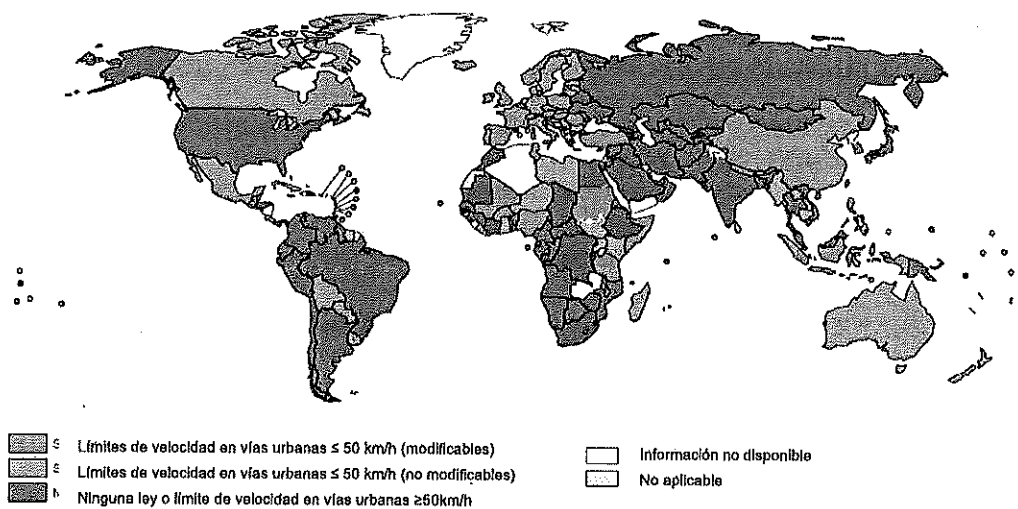 S Límites de velocidad en vías urbanas ≤ 50 km/h (modificables)
S Límites de velocidad en vías urbanas ≤ 50 km/h (no modificables)
N Ninguna ley o límite de velocidad en vías urbanas ≥50km/h
Información no disponible
No aplicable